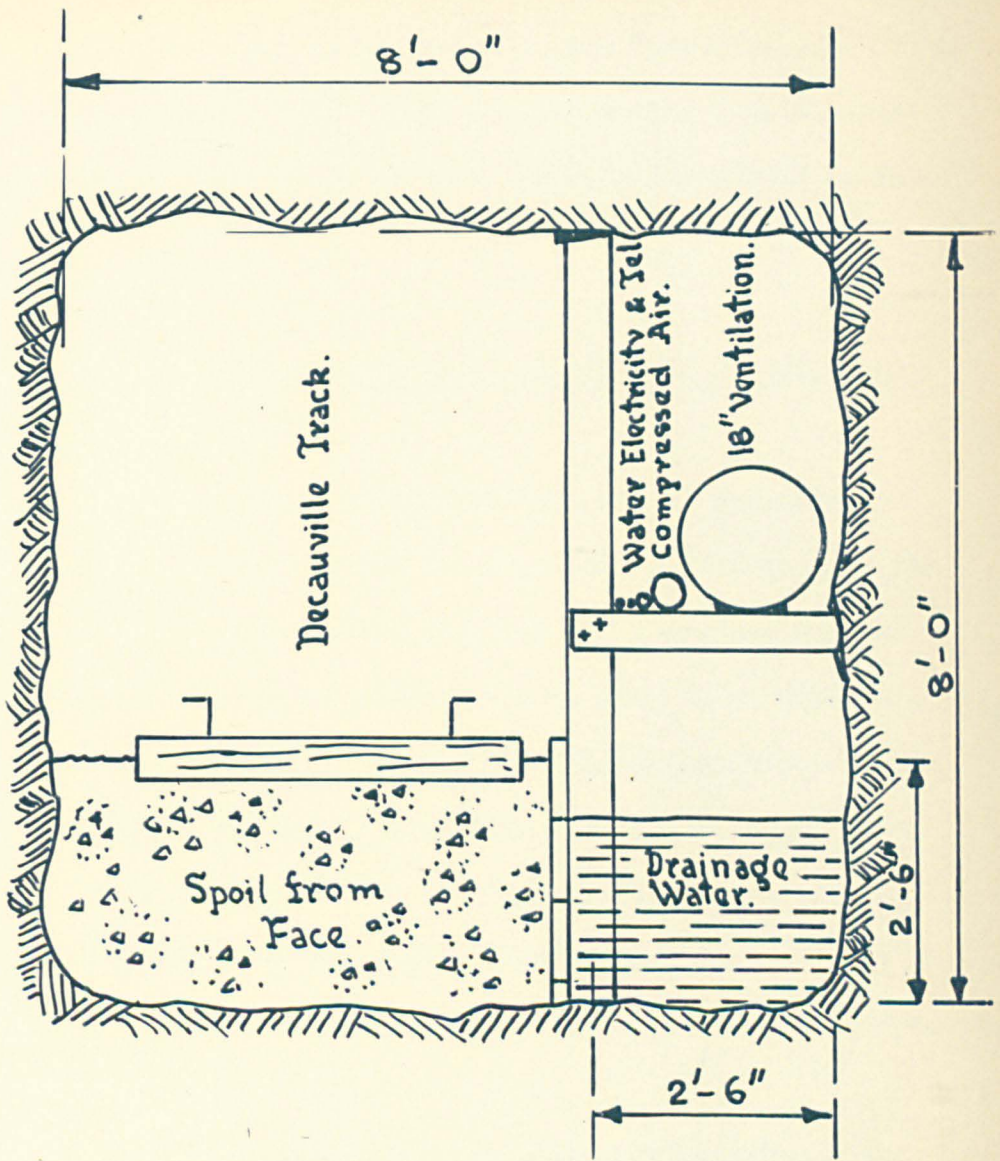 8'-0"
Decauville Track.
Water Electricity & Tel
Compressed Air.
18" Ventilation.
8'-0"
Spoil from
Face.
Drainage
Water.
2'-6"
2'-6"